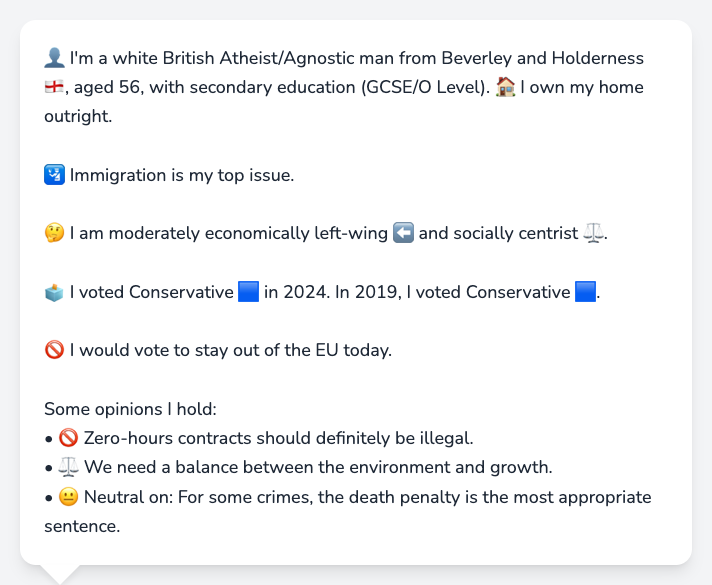 👤 I'm a white British Atheist/Agnostic man from Beverley and Holderness
🏴󠁧󠁢󠁥󠁮󠁧󠁿, aged 56, with secondary education (GCSE/O Level). 🏠 I own my home
outright.
🛂 Immigration is my top issue.
🤔 I am moderately economically left-wing ⬅️ and socially centrist ⚖️.
🗳️ I voted Conservative 🟦 in 2024. In 2019, I voted Conservative 🟦.
🚫 I would vote to stay out of the EU today.
Some opinions I hold:
• 🚫 Zero-hours contracts should definitely be illegal.
• ⚖️ We need a balance between the environment and growth.
• 😐 Neutral on: For some crimes, the death penalty is the most appropriate
sentence.